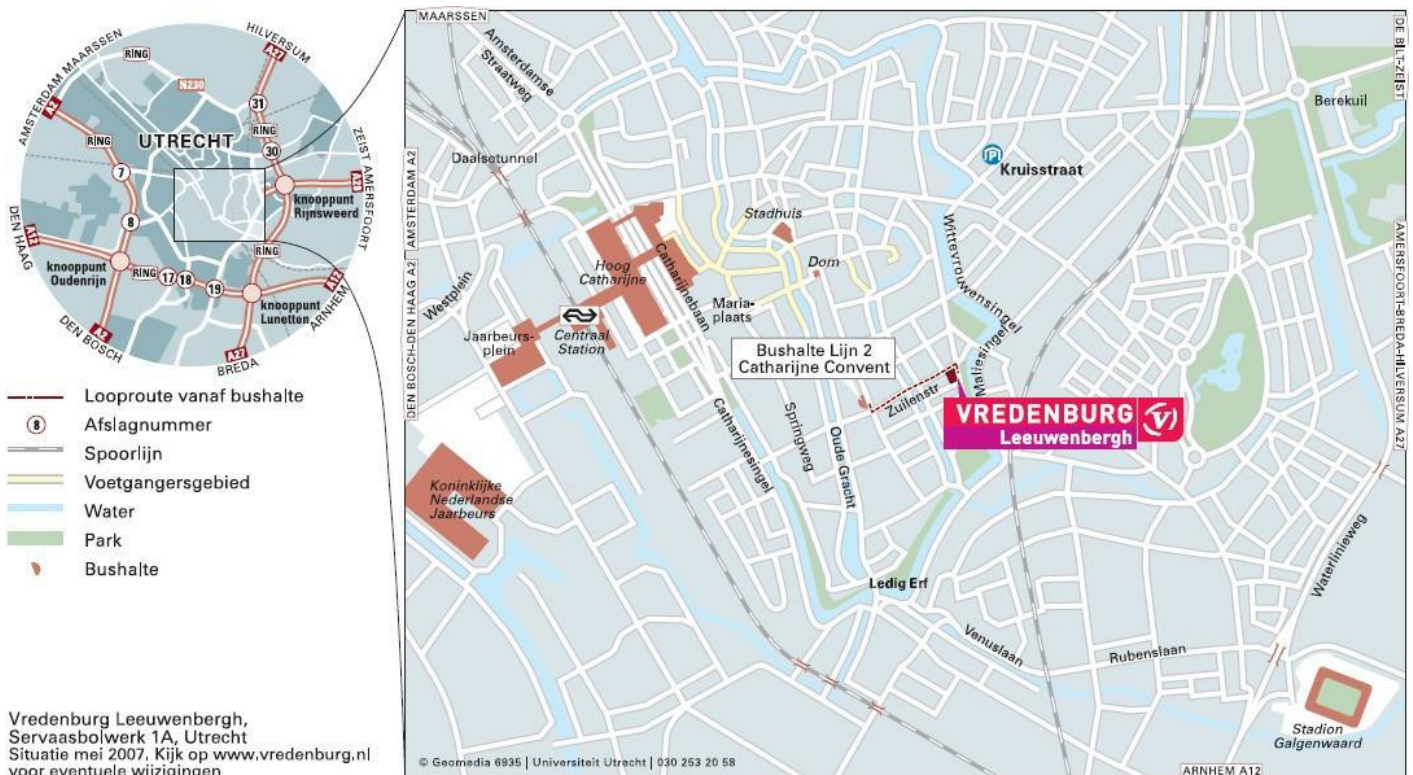 HILVERSUM
A27
AMSTERDAM MAARSSEN
A2
RING
N230
31
RING
30
UTRECHT
RING
7
8
ZEIST AMERSFOORT
A28
knooppunt
Rijnsweerd
DEN HAAG
A12
knooppunt
Oudenrijn
RING
17
18
19
RING
knooppunt
Lunetten
A12
ARNHEM
A2
DEN BOSCH
A27
BREDA
Looproute vanaf bushalte
8
Afslagnummer
Spoorlijn
Voetgangersgebied
Water
Park
Bushalte
Vredenburg Leeuwenbergh,
Servaasbolwerk 1A, Utrecht
Situatie mei 2007. Kijk op www.vredenburg.nl
voor eventuele wijzigingen
MAARSSEN
DE BILT-ZEIST
Amsterdamse
Straatweg
Berekuil
Daalsetunnel
P
Kruisstraat
AMSTERDAM A2
Stadhuis
Wittevrouwensingel
Hoog
Catharijne
Catharijnebaan
Dom
AMERSFOORT-BREDA-HILVERSUM A27
DEN BOSCH-DEN HAAG A2
Westplein
Maria-
plaats
Jaarbeurs-
plein
Centraal
Station
Bushalte Lijn 2
Catharijne Convent
Maliesingel
Zuilenstr
VREDENBURG
Leeuwenbergh
V
Catharijnesingel
Springweg
Oude Gracht
Koninklijke
Nederlandse
Jaarbeurs
Ledig Erf
Waterlinieweg
Venuslaan
Rubenslaan
Stadion
Galgenwaard
© Geomedia 6935 | Universiteit Utrecht | 030 253 20 58
ARNHEM A12